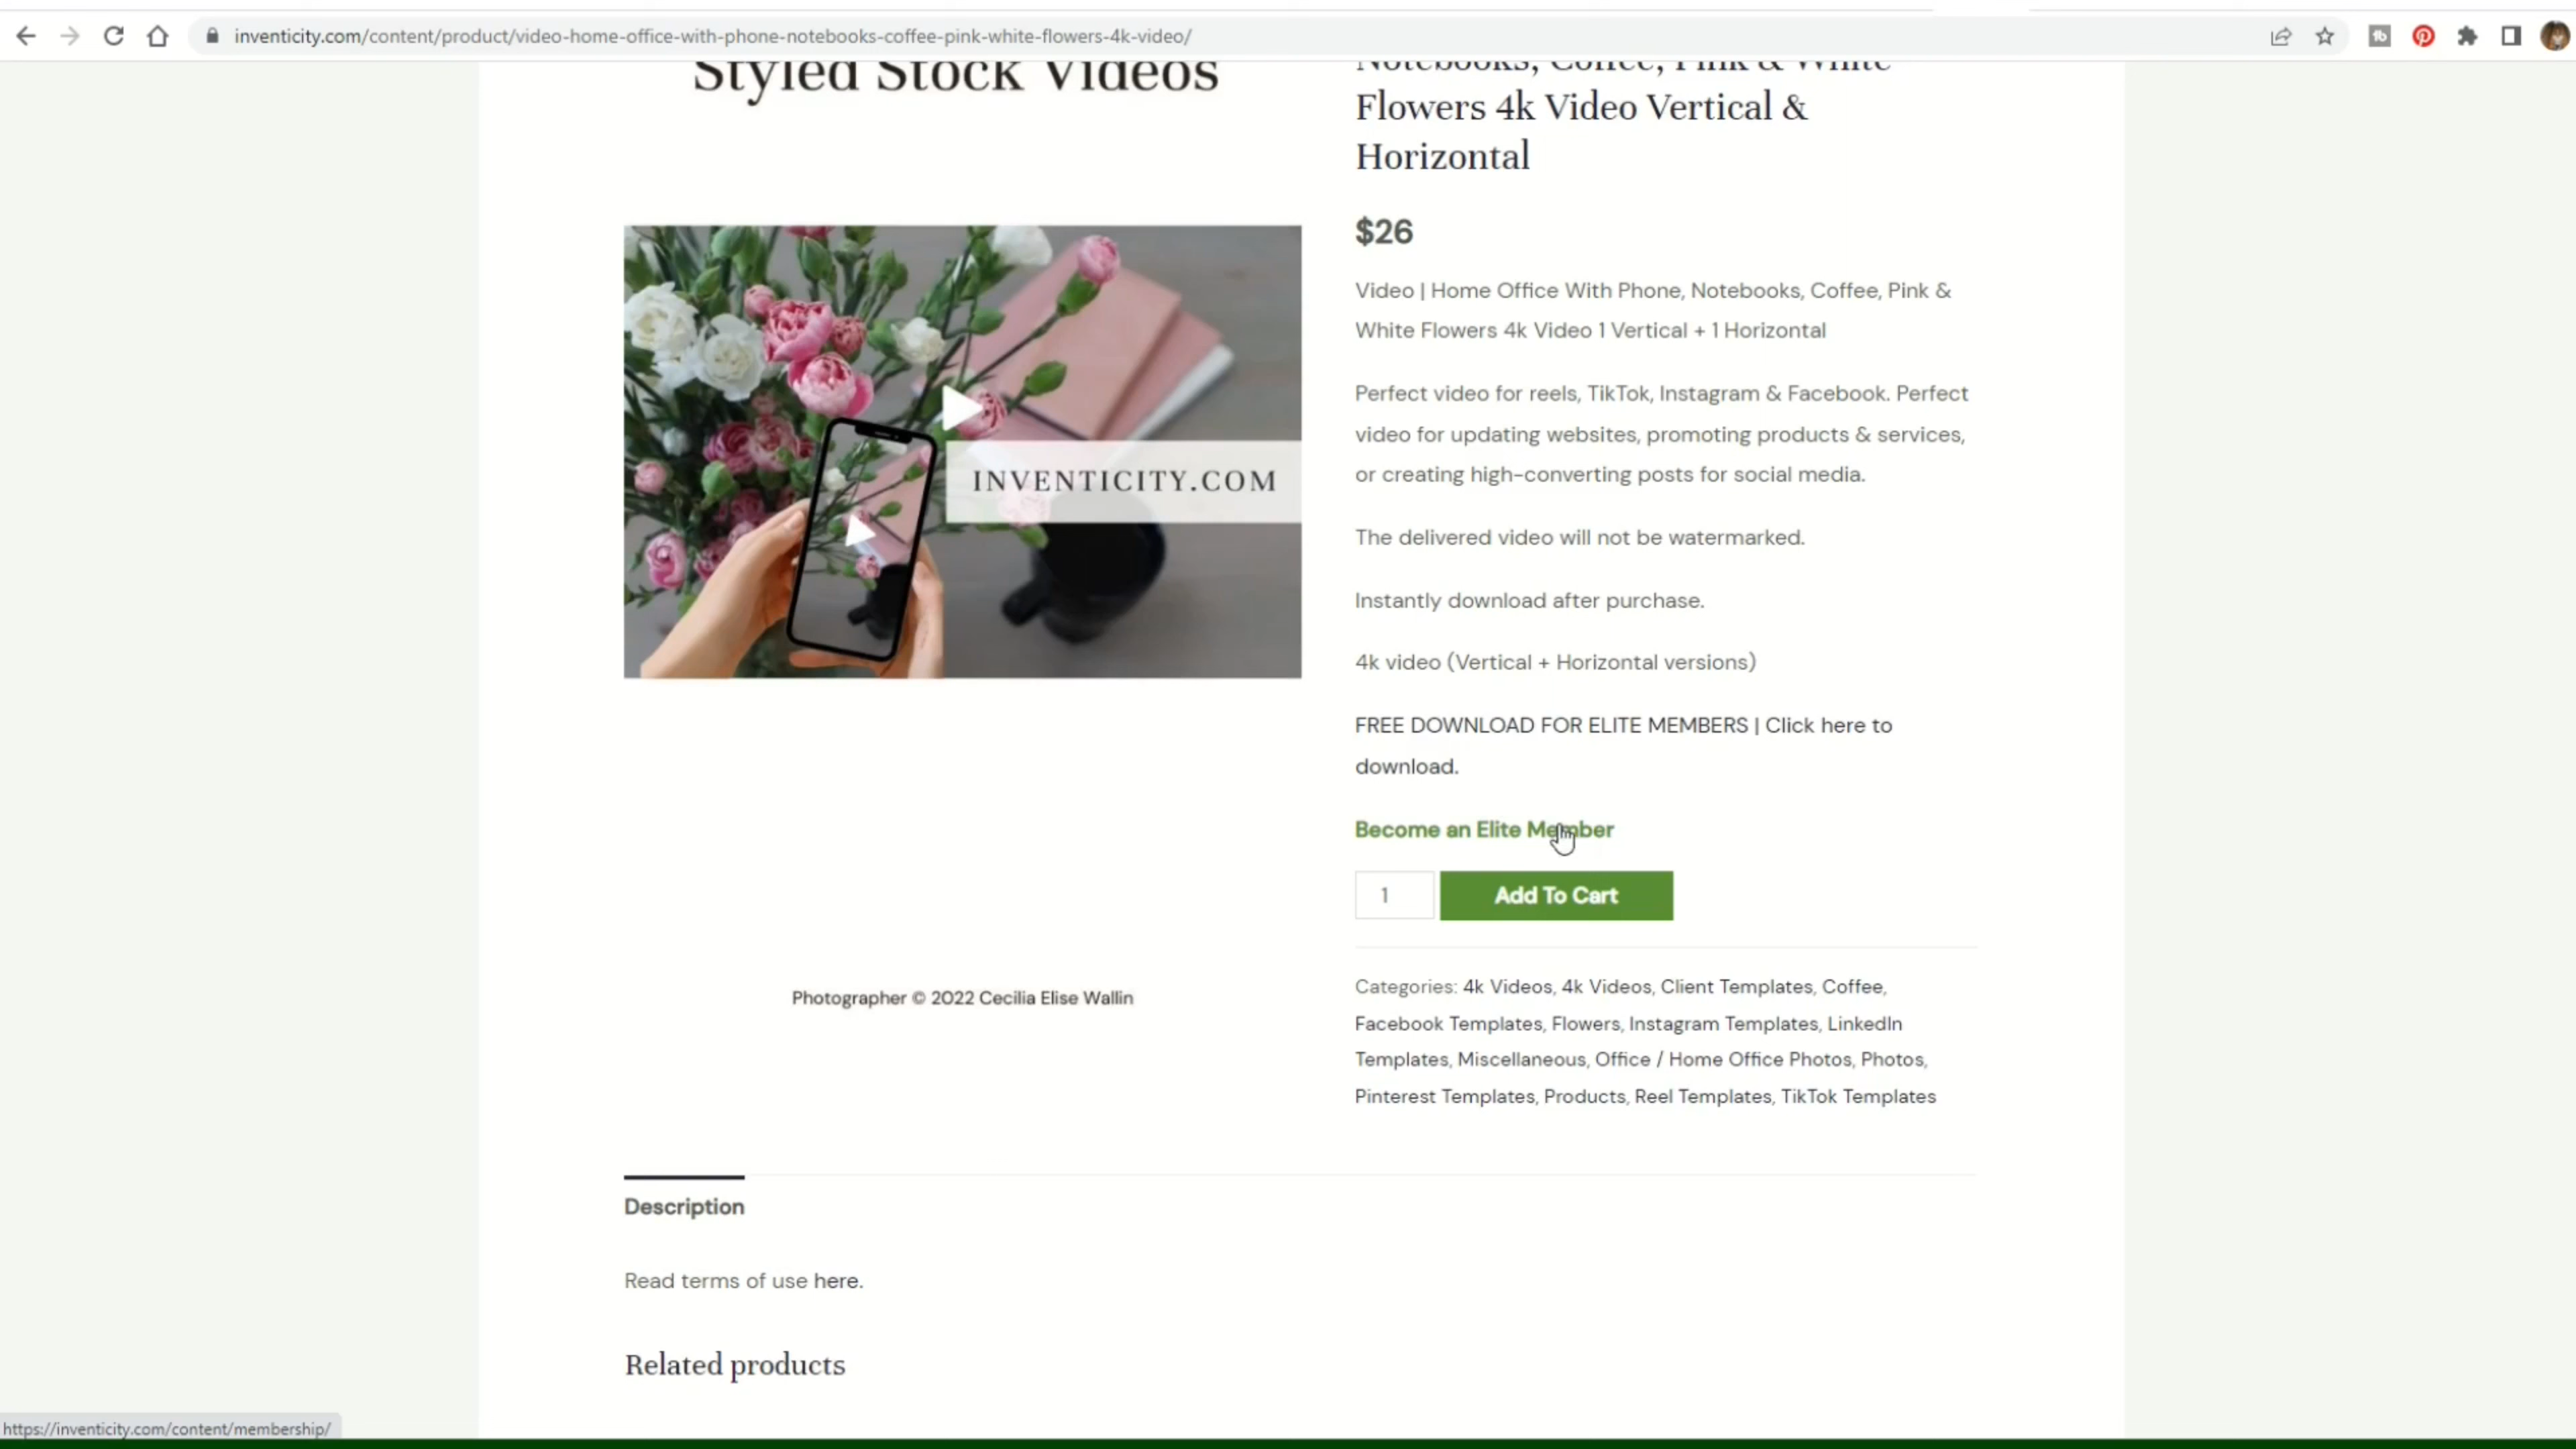 inventicity.com/content/product/video-home-office-with-phone-notebooks-coffee-pink-white-flowers-4k-video/
Styled Stock Videos
INVENTICITY.COM
Photographer © 2022 Cecilia Elise Wallin
Notebooks, Coffee, Pink & White
Flowers 4k Video Vertical &
Horizontal
$26
Video | Home Office With Phone, Notebooks, Coffee, Pink &
White Flowers 4k Video 1 Vertical + 1 Horizontal
Perfect video for reels, TikTok, Instagram & Facebook. Perfect
video for updating websites, promoting products & services,
or creating high-converting posts for social media.
The delivered video will not be watermarked.
Instantly download after purchase.
4k video (Vertical + Horizontal versions)
FREE DOWNLOAD FOR ELITE MEMBERS | Click here to
download.
Become an Elite Member
1
Add To Cart
Categories: 4k Videos, 4k Videos, Client Templates, Coffee,
Facebook Templates, Flowers, Instagram Templates, LinkedIn
Templates, Miscellaneous, Office / Home Office Photos, Photos,
Pinterest Templates, Products, Reel Templates, TikTok Templates
Description
Read terms of use here.
Related products
https://inventicity.com/content/membership/